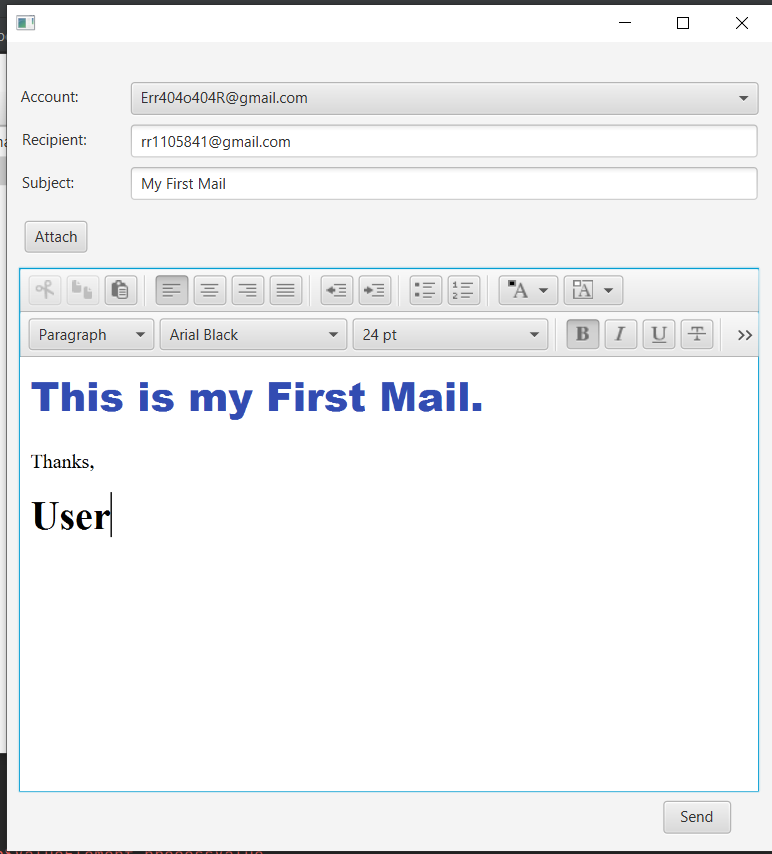 Account:
Err404o404R@gmail.com
Recipient:
rr1105841@gmail.com
Subject:
My First Mail
Attach
Paragraph
Arial Black
24 pt
B I U T
This is my First Mail.
Thanks,
User
Send